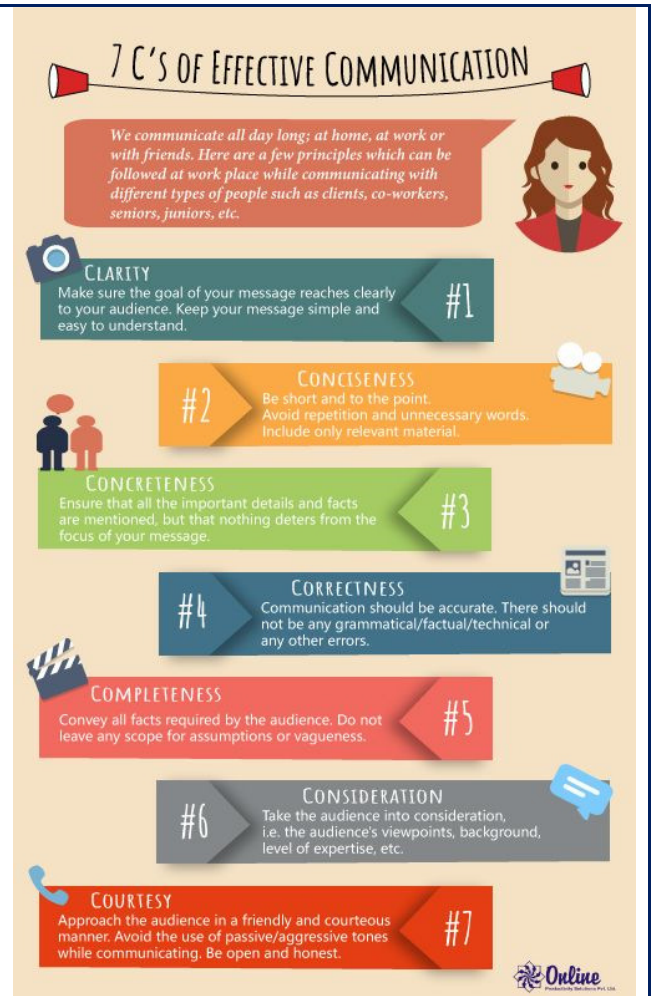 7 C's of Effective Communication
We communicate all day long; at home, at work or
with friends. Here are a few principles which can be
followed at work place while communicating with
different types of people such as clients, co-workers,
seniors, juniors, etc.
Clarity
Make sure the goal of your message reaches clearly
to your audience. Keep your message simple and
easy to understand.
#1
#2
Conciseness
Be short and to the point.
Avoid repetition and unnecessary words.
Include only relevant material.
Concreteness
Ensure that all the important details and facts
are mentioned, but that nothing deters from the
focus of your message.
#3
#4
Correctness
Communication should be accurate. There should
not be any grammatical/factual/technical or
any other errors.
Completeness
Convey all facts required by the audience. Do not
leave any scope for assumptions or vagueness.
#5
#6
Consideration
Take the audience into consideration,
i.e. the audience's viewpoints, background,
level of expertise, etc.
Courtesy
Approach the audience in a friendly and courteous
manner. Avoid the use of passive/aggressive tones
while communicating. Be open and honest.
#7
Online
Productivity Solutions Pvt. Ltd.